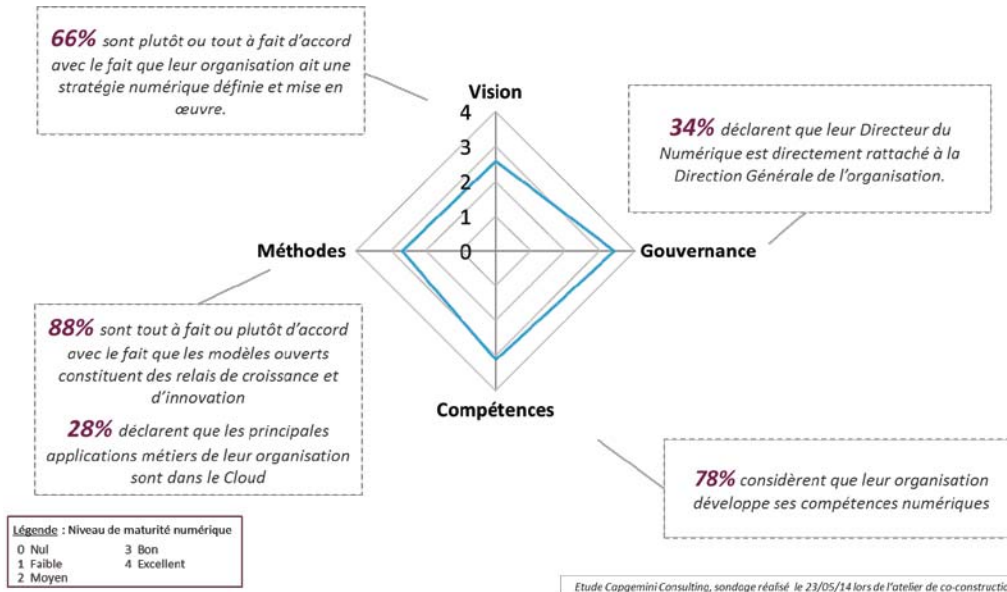 66% sont plutôt ou tout à fait d'accord
avec le fait que leur organisation ait une
stratégie numérique définie et mise en
œuvre.
Vision
4
3
2
1
0
34% déclarent que leur Directeur du
Numérique est directement rattaché à la
Direction Générale de l'organisation.
Méthodes
Gouvernance
88% sont tout à fait ou plutôt d'accord
avec le fait que les modèles ouverts
constituent des relais de croissance et
d'innovation
28% déclarent que les principales
applications métiers de leur organisation
sont dans le Cloud
Compétences
78% considèrent que leur organisation
développe ses compétences numériques
Légende : Niveau de maturité numérique
0 Nul 3 Bon
1 Faible 4 Excellent
2 Moyen
Etude Capgemini Consulting, sondage réalisé le 23/05/14 lors de l'atelier de co-constructio